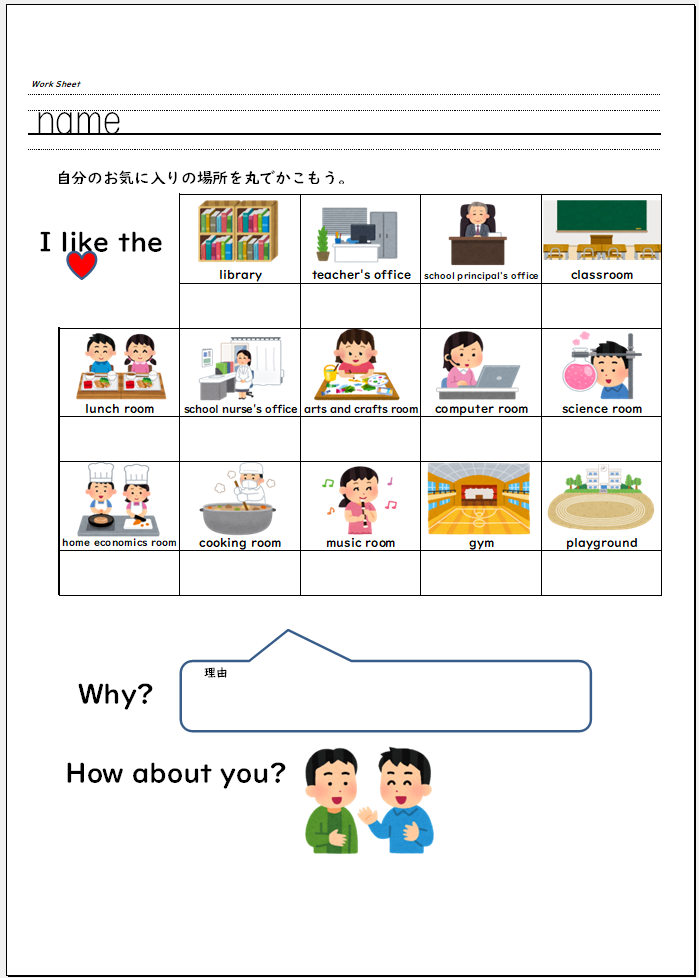 Work Sheet
name
自分のお気に入りの場所を丸でかこもう。
I like the
library teacher's office school principal's office classroom
lunch room school nurse's office arts and crafts room computer room science room
home economics room cooking room music room gym playground
理由
Why?
How about you?